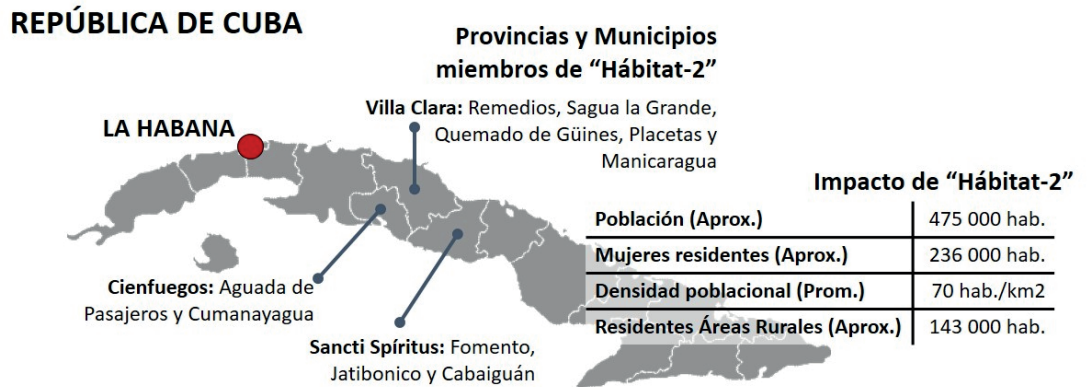 REPÚBLICA DE CUBA
Provincias y Municipios
miembros de “Hábitat-2”
Villa Clara: Remedios, Sagua la Grande,
Quemado de Güines, Placetas y
Manicaragua
LA HABANA
Cienfuegos: Aguada de
Pasajeros y Cumanayagua
Sancti Spíritus: Fomento,
Jatibonico y Cabaiguán
Impacto de “Hábitat-2”
Población (Aprox.) 475 000 hab.
Mujeres residentes (Aprox.) 236 000 hab.
Densidad poblacional (Prom.) 70 hab./km2
Residentes Áreas Rurales (Aprox.) 143 000 hab.